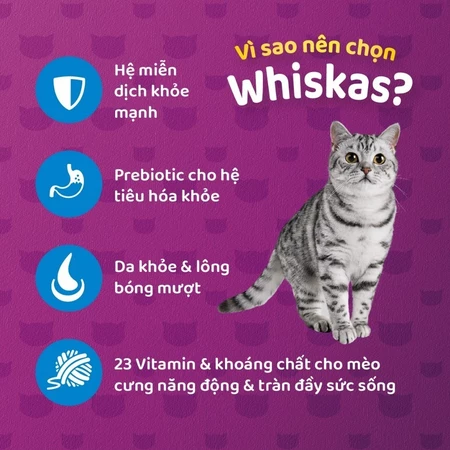 Vì sao nên chọn
Whiskas?
Hệ miễn
dịch khỏe
mạnh
Prebiotic cho hệ
tiêu hóa khỏe
Da khỏe & lông
bóng mượt
23 Vitamin & khoáng chất cho mèo
cưng năng động & tràn đầy sức sống